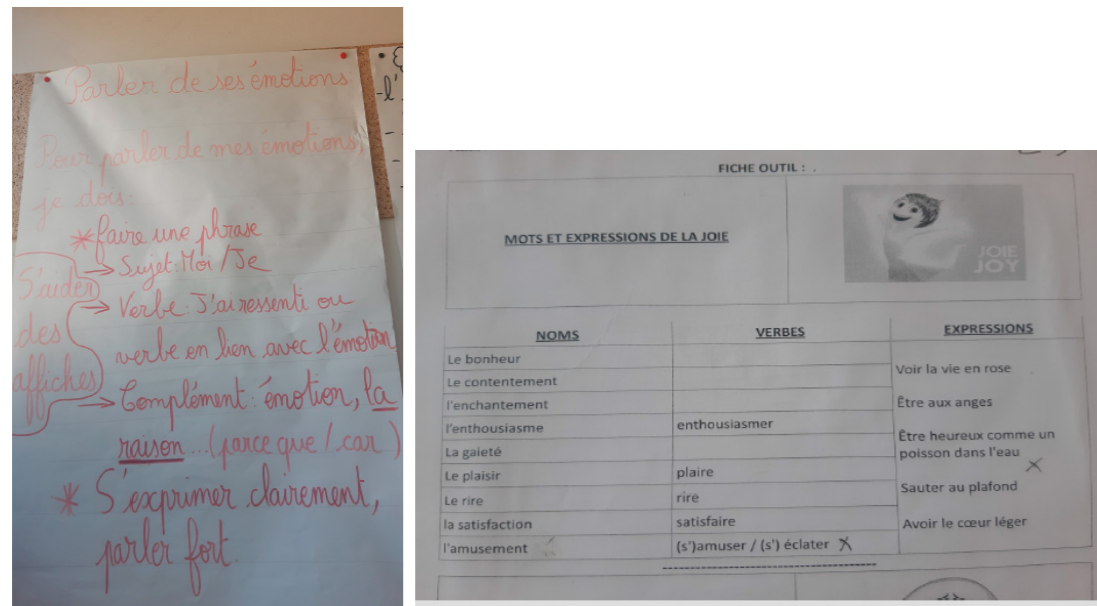 Parler de ses émotions
Pour parler de mes émotions,
je dois:
* faire une phrase
→ Sujet: Moi / Je
S'aider
des
affiches
→ Verbe: J'ai ressenti ou
verbe en lien avec l'émotion
→ Complément: émotion, la
raison... (parce que / car)
* S'exprimer clairement,
parler fort.
-l'
FICHE OUTIL : .
MOTS ET EXPRESSIONS DE LA JOIE
JOIE
JOY
NOMS VERBES EXPRESSIONS
Le bonheur
Le contentement
l'enchantement
l'enthousiasme enthousiasmer
La gaieté
Le plaisir plaire
Le rire rire
la satisfaction satisfaire
l'amusement (s')amuser / (s') éclater X
Voir la vie en rose
Être aux anges
Être heureux comme un
poisson dans l'eau
X
Sauter au plafond
Avoir le cœur léger